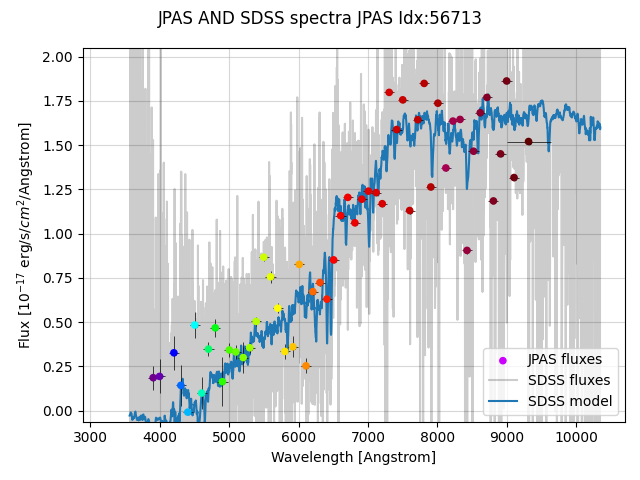 JPAS AND SDSS spectra JPAS Idx:56713
2.00
1.75
1.50
1.25
1.00
0.75
0.50
0.25
0.00
Flux [10⁻¹⁷ erg/s/cm²/Angstrom]
JPAS fluxes
SDSS fluxes
SDSS model
3000 4000 5000 6000 7000 8000 9000 10000
Wavelength [Angstrom]